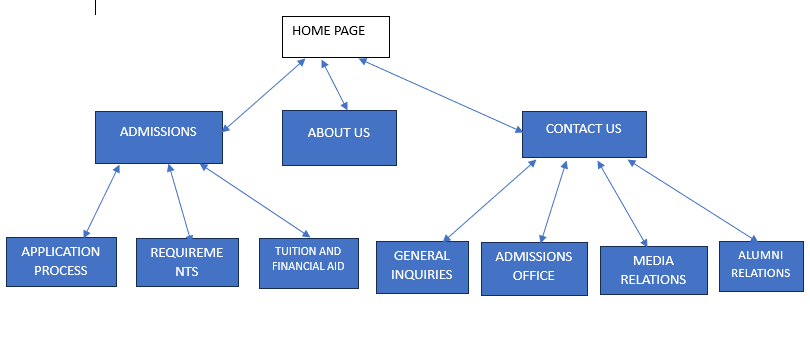 HOME PAGE
ADMISSIONS
ABOUT US
CONTACT US
APPLICATION
PROCESS
REQUIREME
NTS
TUITION AND
FINANCIAL AID
GENERAL
INQUIRIES
ADMISSIONS
OFFICE
MEDIA
RELATIONS
ALUMNI
RELATIONS